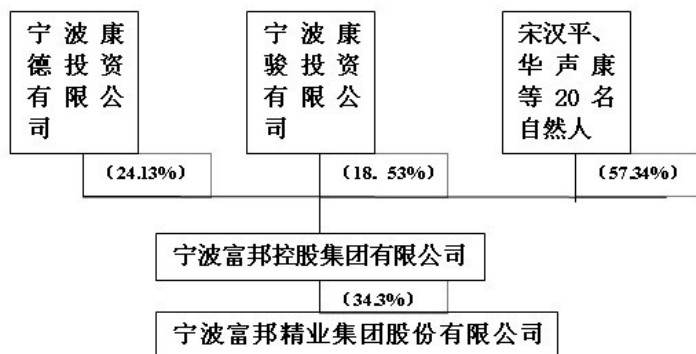 宁波康
德投资
有限公
司
宁波康
骏投资
有限公
司
宋汉平、
华声康
等20名
自然人
(24.13%)
(18. 53%)
(57.34%)
宁波富邦控股集团有限公司
(34.3%)
宁波富邦精业集团股份有限公司